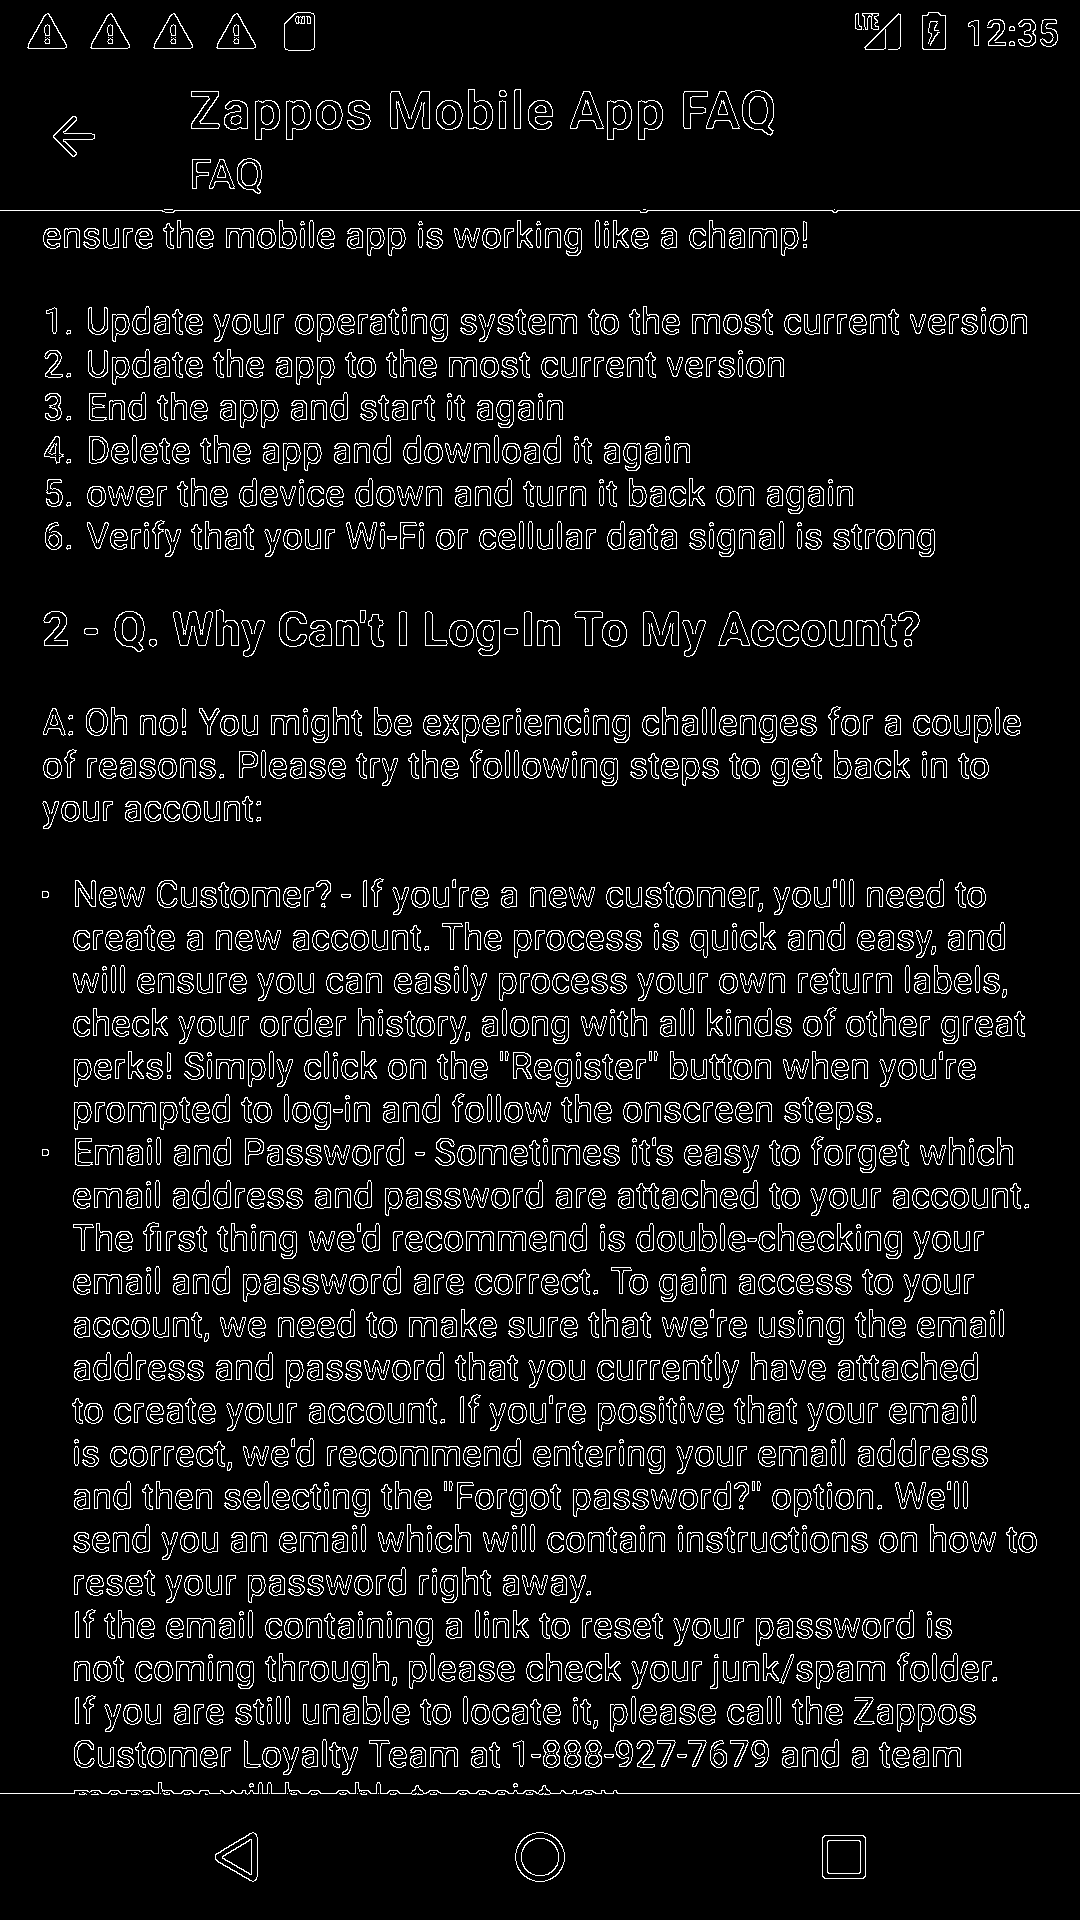 LTE 12:35
Zappos Mobile App FAQ
FAQ
ensure the mobile app is working like a champ!
1. Update your operating system to the most current version
2. Update the app to the most current version
3. End the app and start it again
4. Delete the app and download it again
5. ower the device down and turn it back on again
6. Verify that your Wi-Fi or cellular data signal is strong
2 - Q. Why Can't I Log-In To My Account?
A: Oh no! You might be experiencing challenges for a couple
of reasons. Please try the following steps to get back in to
your account:
· New Customer? - If you're a new customer, you'll need to
create a new account. The process is quick and easy, and
will ensure you can easily process your own return labels,
check your order history, along with all kinds of other great
perks! Simply click on the "Register" button when you're
prompted to log-in and follow the onscreen steps.
· Email and Password - Sometimes it's easy to forget which
email address and password are attached to your account.
The first thing we'd recommend is double-checking your
email and password are correct. To gain access to your
account, we need to make sure that we're using the email
address and password that you currently have attached
to create your account. If you're positive that your email
is correct, we'd recommend entering your email address
and then selecting the "Forgot password?" option. We'll
send you an email which will contain instructions on how to
reset your password right away.
If the email containing a link to reset your password is
not coming through, please check your junk/spam folder.
If you are still unable to locate it, please call the Zappos
Customer Loyalty Team at 1-888-927-7679 and a team
member will be able to assist you